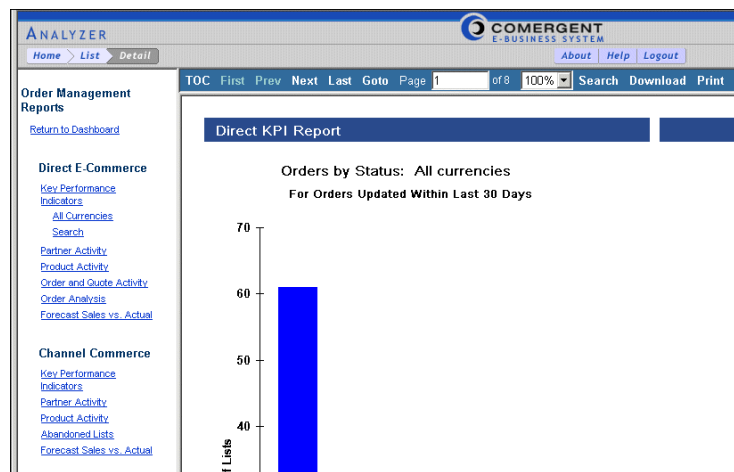 ANALYZER
COMERGENT
E-BUSINESS SYSTEM
Home List Detail
About Help Logout
TOC First Prev Next Last Goto Page 1 of 8 100% Search Download Print
Order Management
Reports
Return to Dashboard
Direct E-Commerce
Key Performance
Indicators
All Currencies
Search
Partner Activity
Product Activity
Order and Quote Activity
Order Analysis
Forecast Sales vs. Actual
Channel Commerce
Key Performance
Indicators
Partner Activity
Product Activity
Abandoned Lists
Forecast Sales vs. Actual
Direct KPI Report
Orders by Status: All currencies
For Orders Updated Within Last 30 Days
70
60
50
40
f Lists